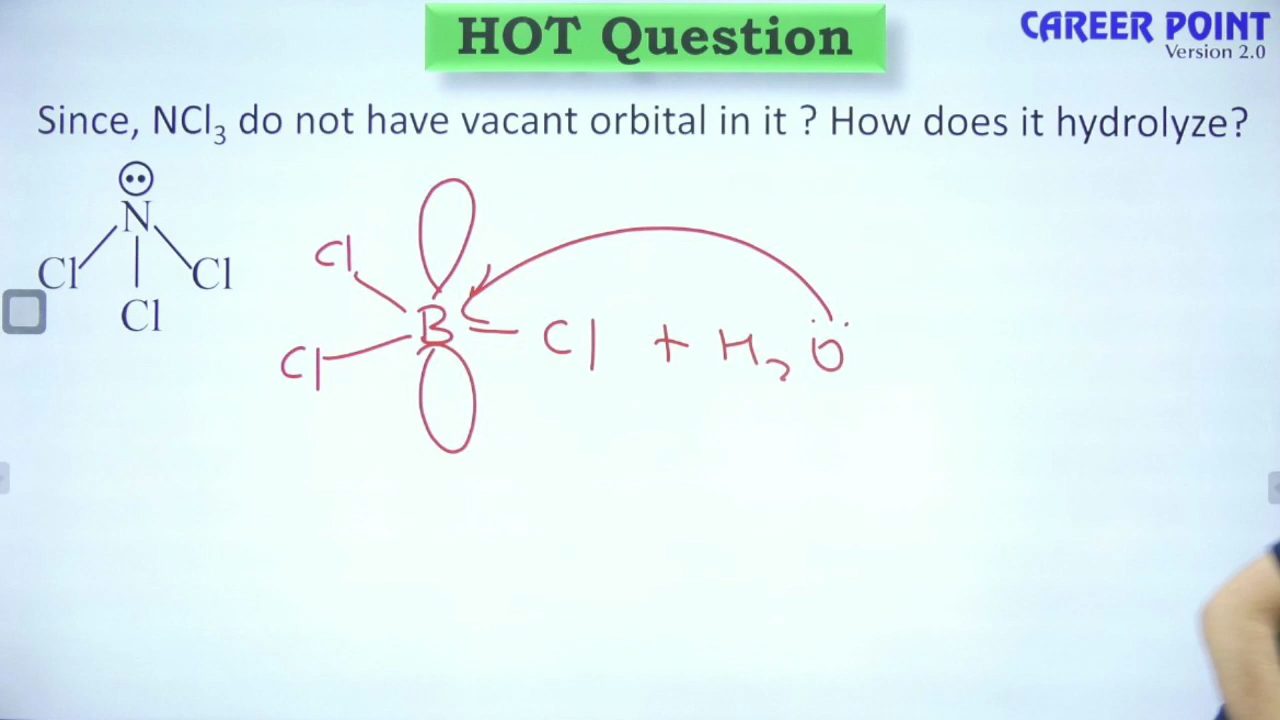 HOT Question
CAREER POINT
Version 2.0
Since, NCl₃ do not have vacant orbital in it ? How does it hydrolyze?
N
Cl Cl
Cl
Cl
B Cl + H₂O
Cl